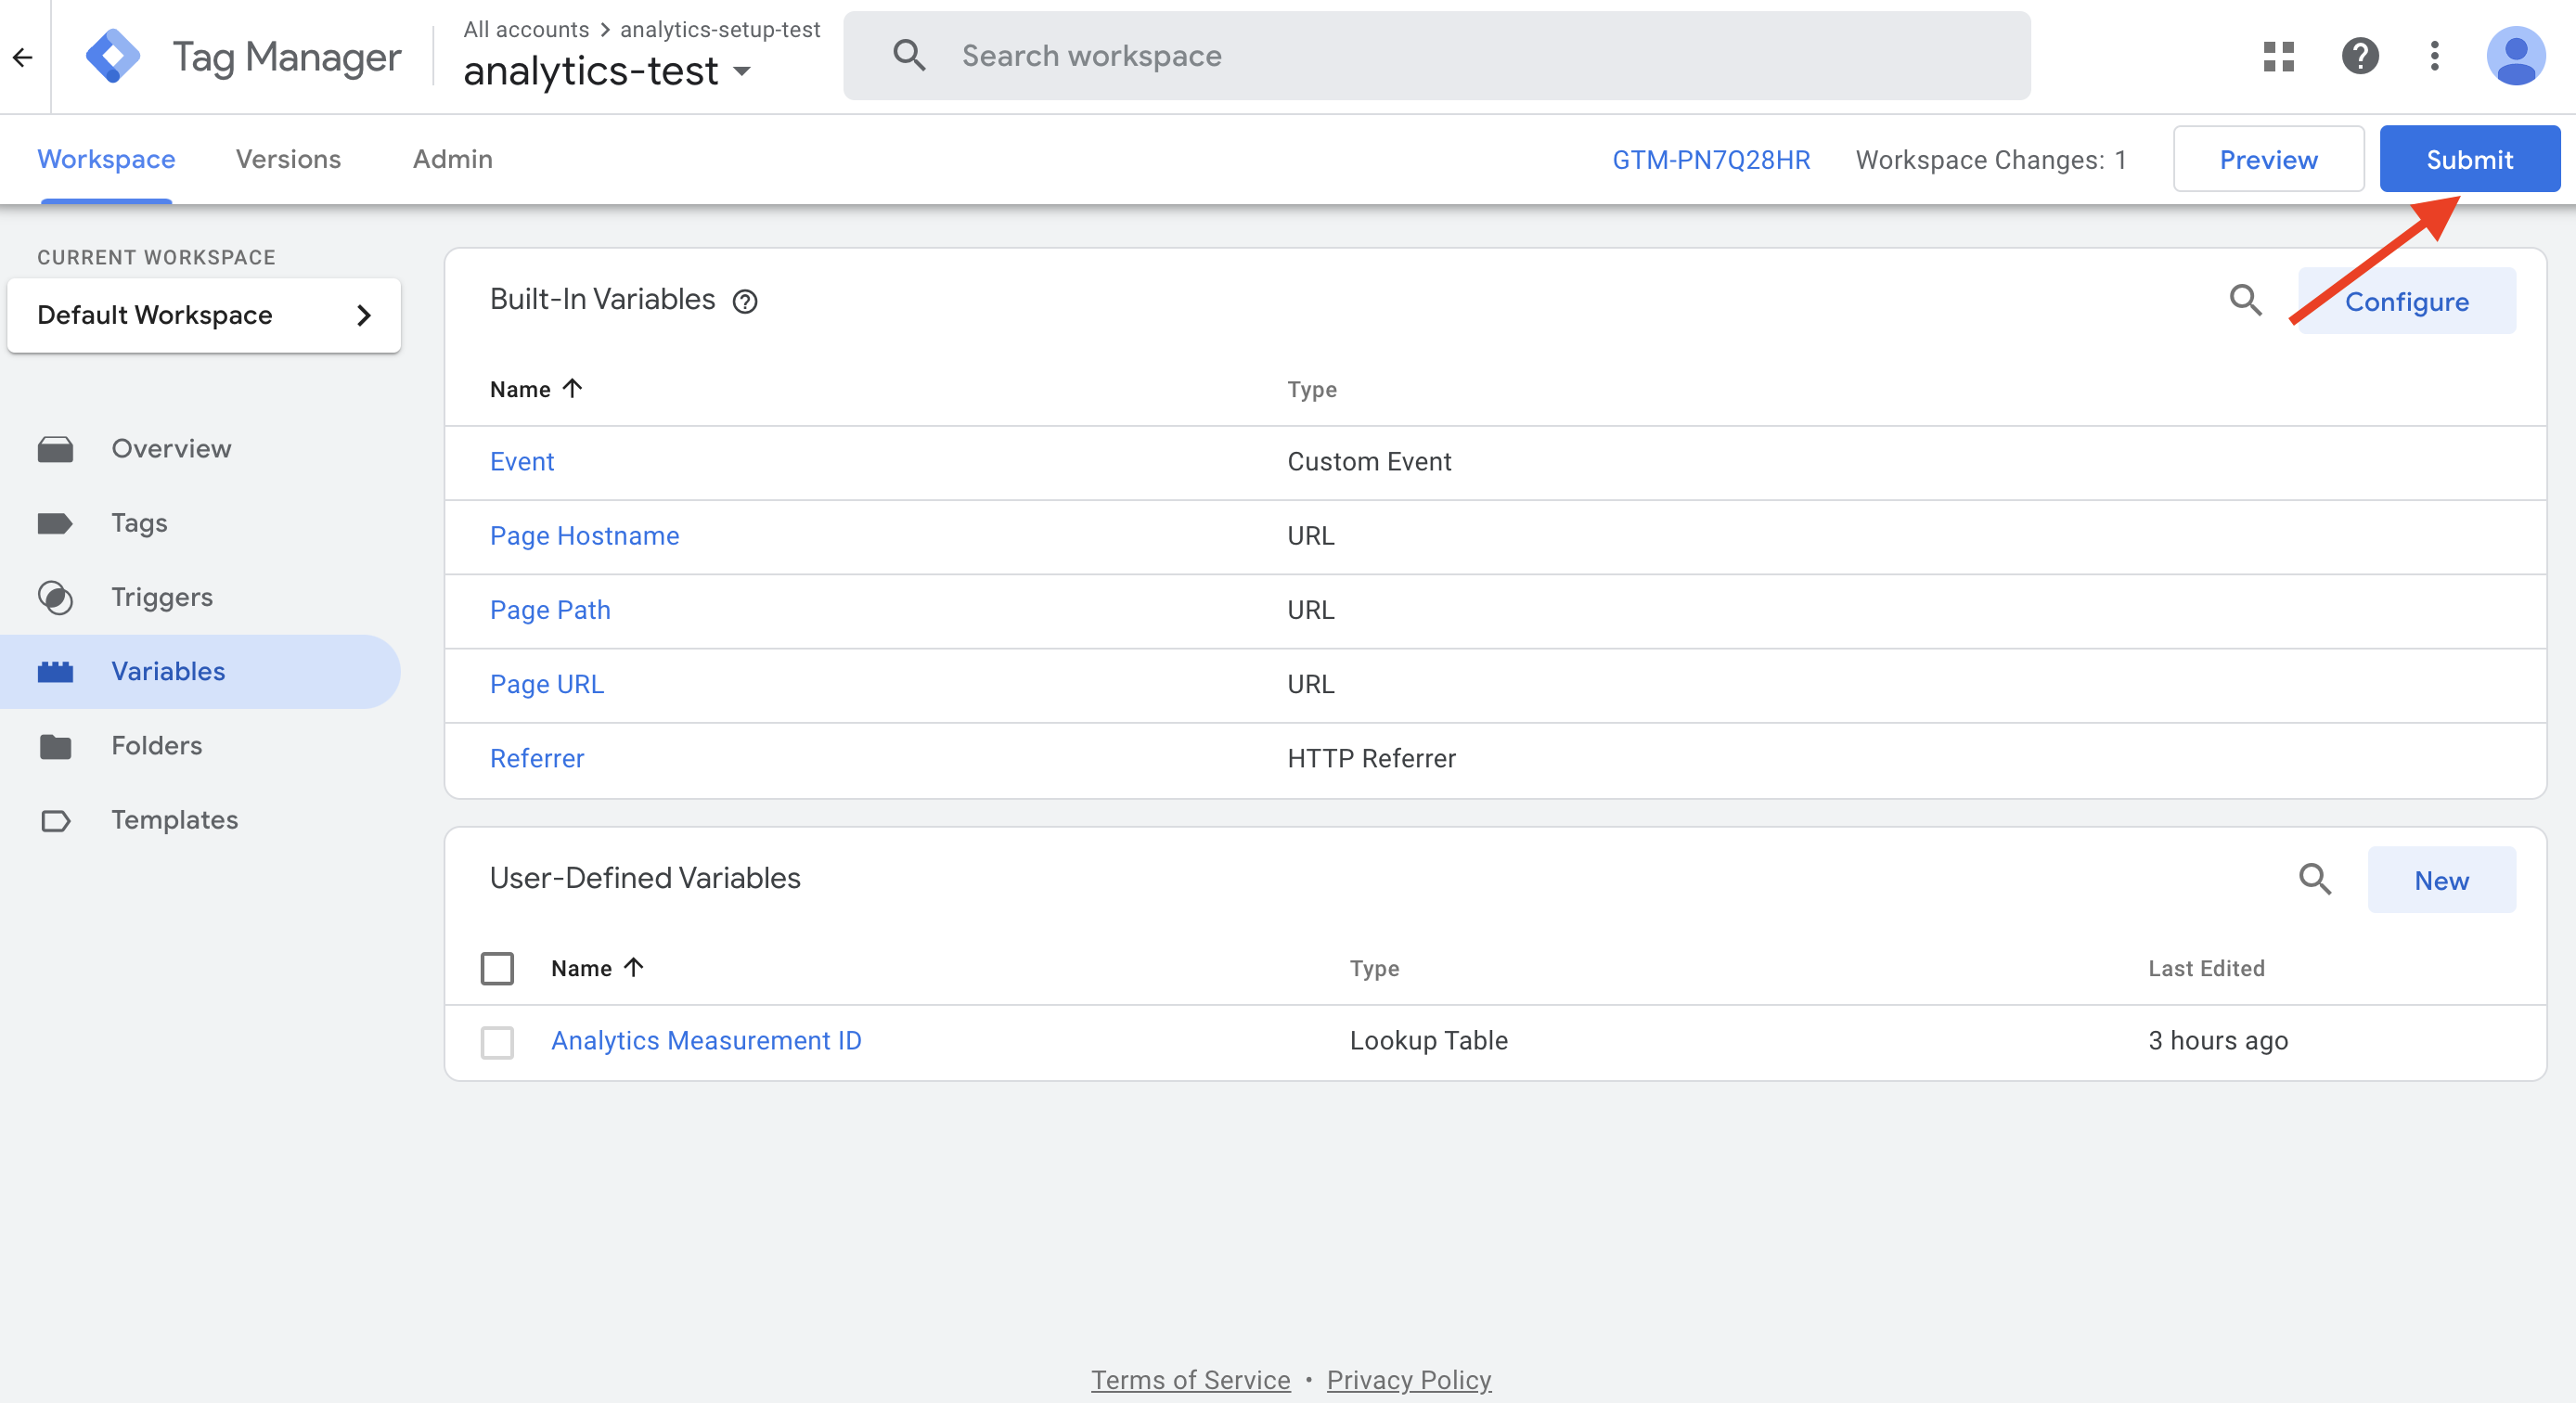 Tag Manager
All accounts > analytics-setup-test
analytics-test
Search workspace
Workspace
Versions
Admin
GTM-PN7Q28HR
Workspace Changes: 1
Preview
Submit
CURRENT WORKSPACE
Default Workspace
Overview
Tags
Triggers
Variables
Folders
Templates
Built-In Variables
Configure
Name Type
Event Custom Event
Page Hostname URL
Page Path URL
Page URL URL
Referrer HTTP Referrer
User-Defined Variables
New
Name Type Last Edited
Analytics Measurement ID Lookup Table 3 hours ago
Terms of Service • Privacy Policy